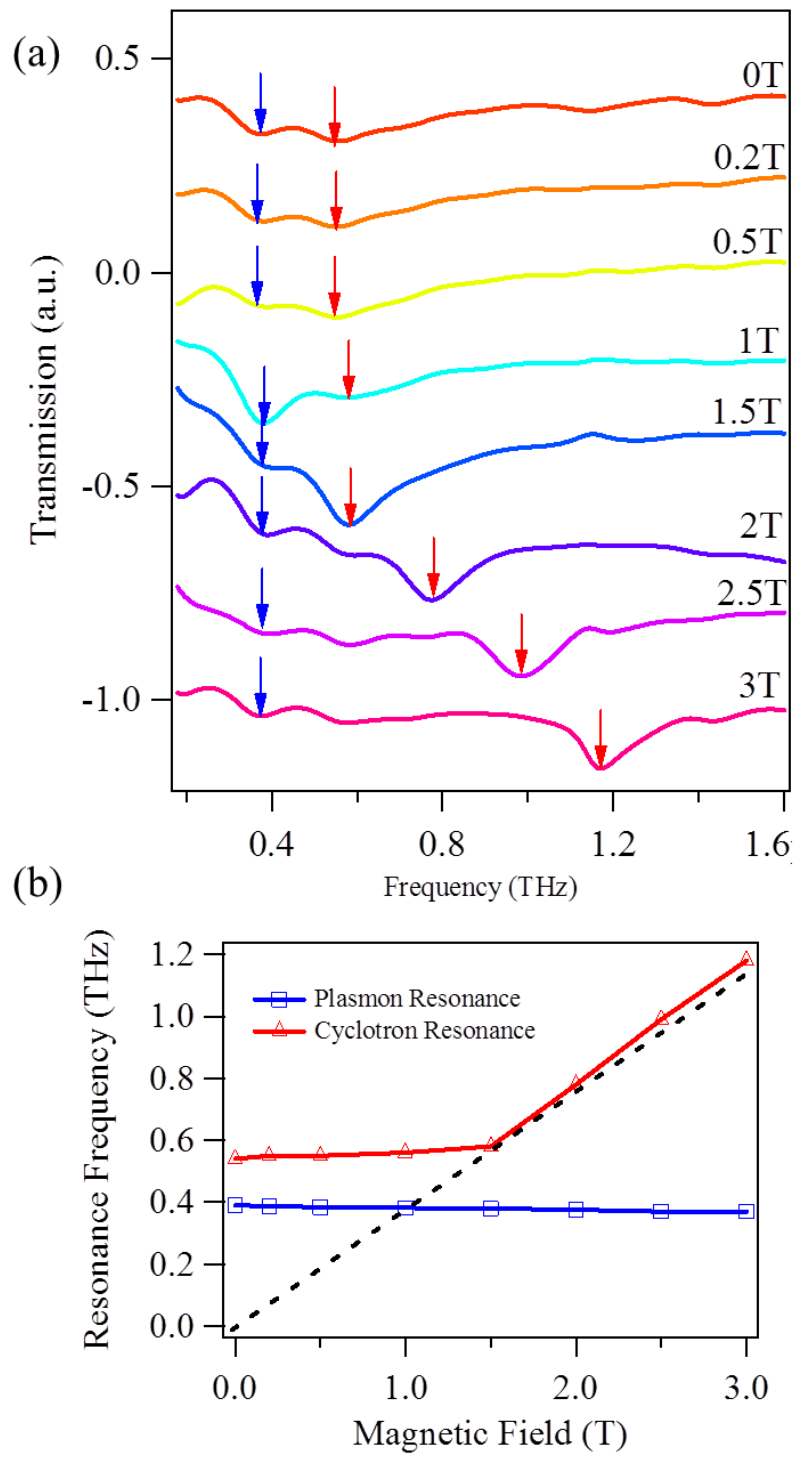 (a)
0.5
0T
0.2T
0.0
0.5T
Transmission (a.u.)
1T
1.5T
-0.5
2T
2.5T
3T
-1.0
0.4 0.8 1.2 1.6
Frequency (THz)
(b)
Resonance Frequency (THz)
1.2
1.0
0.8
0.6
0.4
0.2
0.0
Plasmon Resonance
Cyclotron Resonance
0.0 1.0 2.0 3.0
Magnetic Field (T)